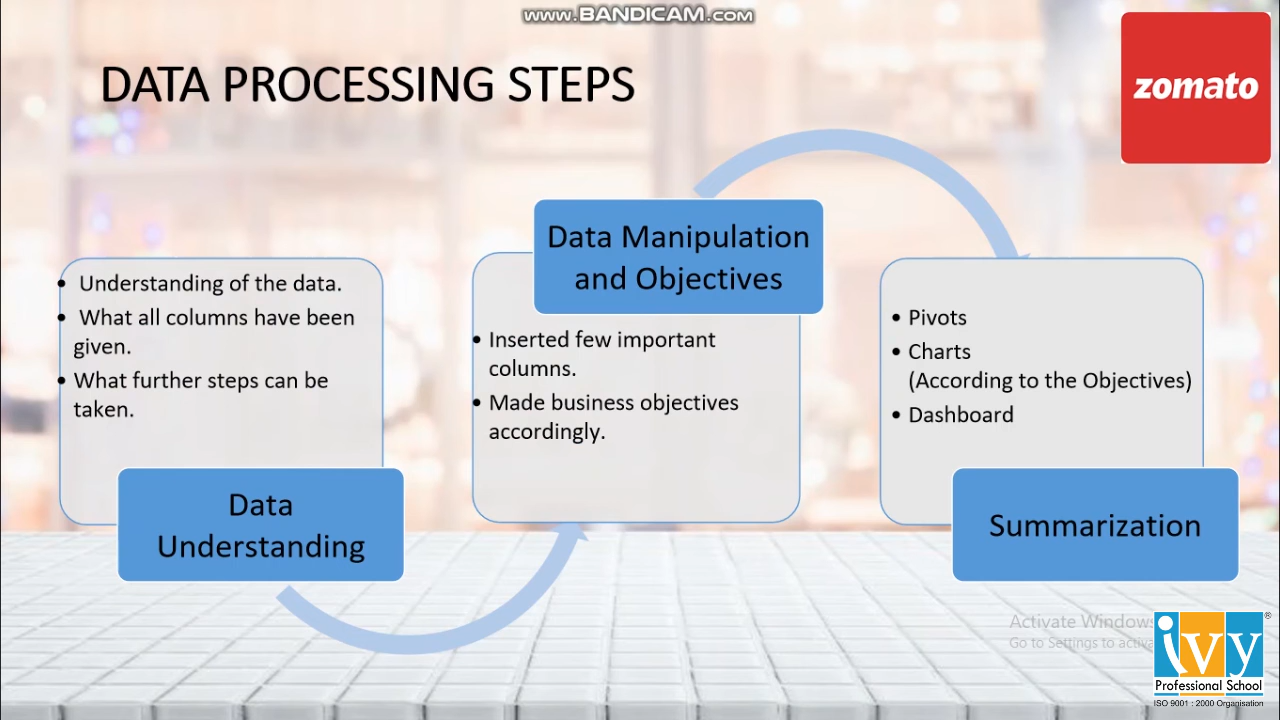 www.BANDICAM.com
DATA PROCESSING STEPS
zomato
• Understanding of the data.
• What all columns have been
given.
• What further steps can be
taken.
Data
Understanding
Data Manipulation
and Objectives
• Inserted few important
columns.
• Made business objectives
accordingly.
• Pivots
• Charts
(According to the Objectives)
• Dashboard
Summarization
Activate Windows
Go to Settings to activa
ivy®
Professional School
ISO 9001 : 2000 Organisation